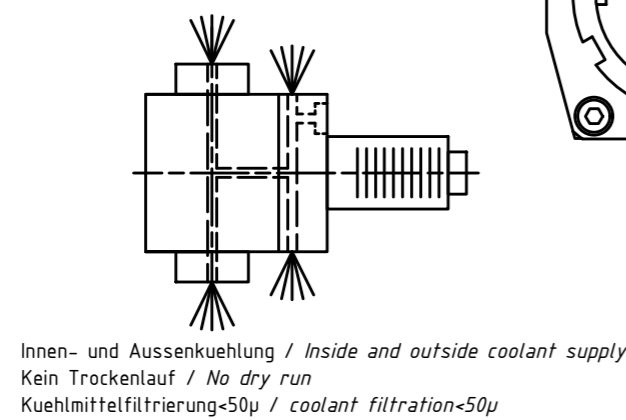 Innen- und Aussenkuehlung / Inside and outside coolant supply
Kein Trockenlauf / No dry run
Kuehlmittelfiltrierung<50µ / coolant filtration<50µ